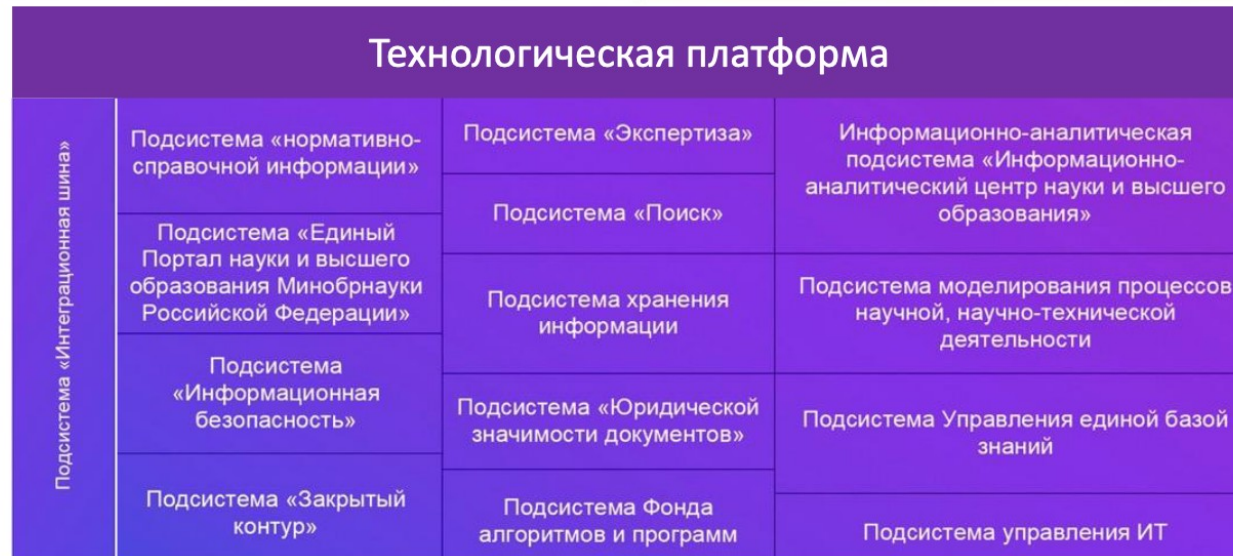 Технологическая платформа
Подсистема «Интеграционная шина»
Подсистема «нормативно-
справочной информации»
Подсистема «Единый
Портал науки и высшего
образования Минобрнауки
Российской Федерации»
Подсистема
«Информационная
безопасность»
Подсистема «Закрытый
контур»
Подсистема «Экспертиза»
Подсистема «Поиск»
Подсистема хранения
информации
Подсистема «Юридической
значимости документов»
Подсистема Фонда
алгоритмов и программ
Информационно-аналитическая
подсистема «Информационно-
аналитический центр науки и высшего
образования»
Подсистема моделирования процессов
научной, научно-технической
деятельности
Подсистема Управления единой базой
знаний
Подсистема управления ИТ